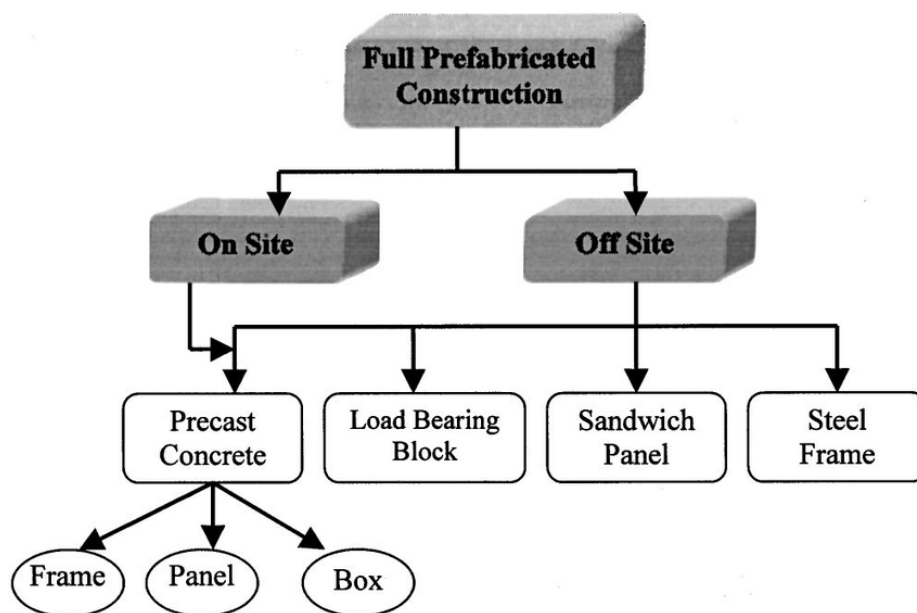 Full Prefabricated
Construction
On Site
Off Site
Precast
Concrete
Load Bearing
Block
Sandwich
Panel
Steel
Frame
Frame
Panel
Box